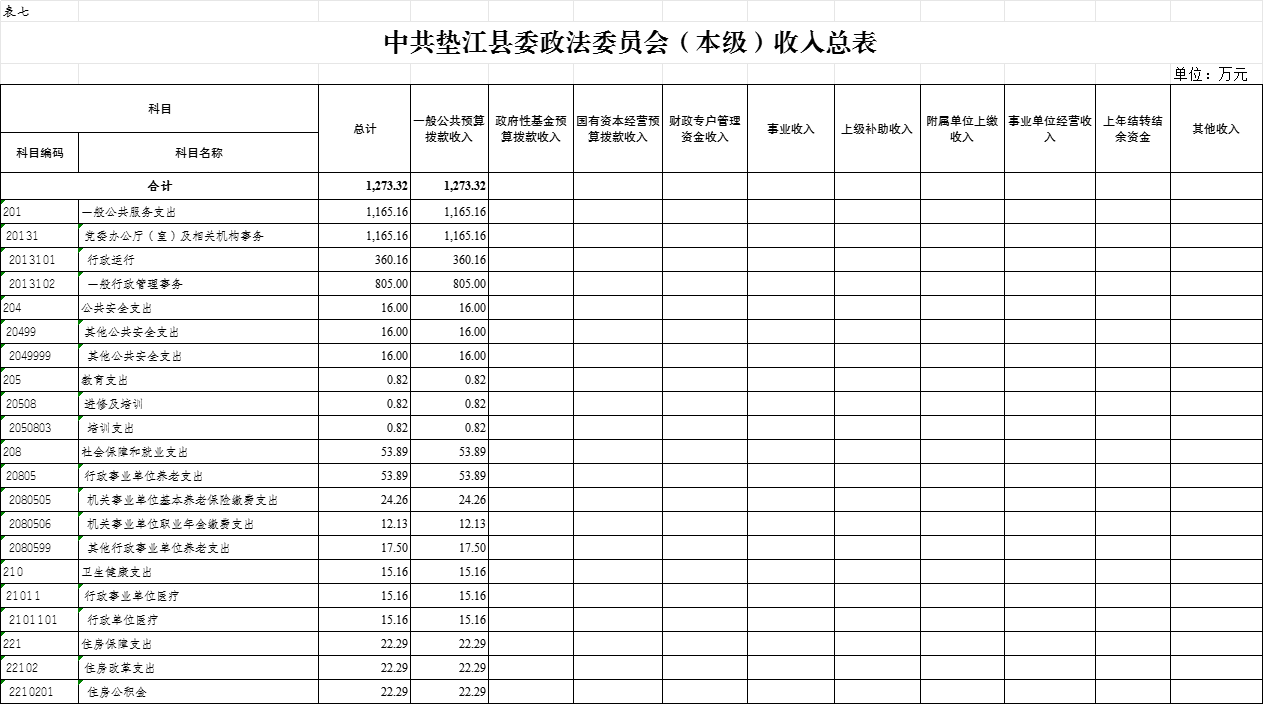 表七
中共垫江县委政法委员会（本级）收入总表
单位：万元
科目 总计 一般公共预算拨款收入 政府性基金预算拨款收入 国有资本经营预算拨款收入 财政专户管理资金收入 事业收入 上级补助收入 附属单位上缴收入 事业单位经营收入 上年结转结余资金 其他收入
科目编码 科目名称
合计 1,273.32 1,273.32
201 一般公共服务支出 1,165.16 1,165.16
20131 党委办公厅（室）及相关机构事务 1,165.16 1,165.16
2013101 行政运行 360.16 360.16
2013102 一般行政管理事务 805.00 805.00
204 公共安全支出 16.00 16.00
20499 其他公共安全支出 16.00 16.00
2049999 其他公共安全支出 16.00 16.00
205 教育支出 0.82 0.82
20508 进修及培训 0.82 0.82
2050803 培训支出 0.82 0.82
208 社会保障和就业支出 53.89 53.89
20805 行政事业单位养老支出 53.89 53.89
2080505 机关事业单位基本养老保险缴费支出 24.26 24.26
2080506 机关事业单位职业年金缴费支出 12.13 12.13
2080599 其他行政事业单位养老支出 17.50 17.50
210 卫生健康支出 15.16 15.16
21011 行政事业单位医疗 15.16 15.16
2101101 行政单位医疗 15.16 15.16
221 住房保障支出 22.29 22.29
22102 住房改革支出 22.29 22.29
2210201 住房公积金 22.29 22.29